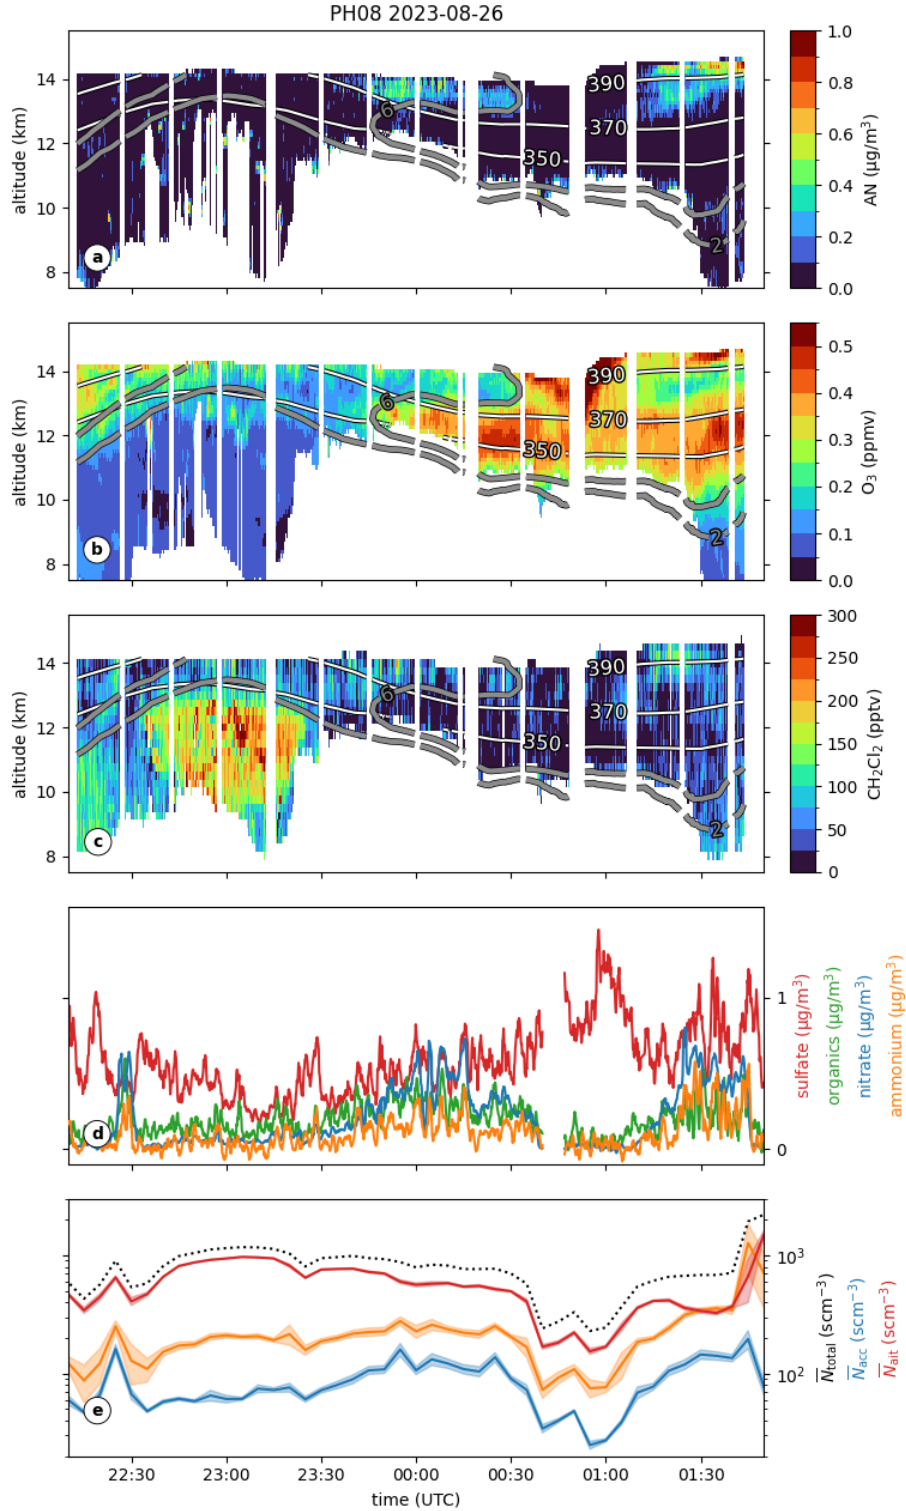 PH08 2023-08-26
altitude (km)
14
12
10
8
6
390
370
350
2
a
1.0
0.8
0.6
0.4
0.2
0.0
AN (µg/m³)
altitude (km)
14
12
10
8
6
390
370
350
2
b
0.5
0.4
0.3
0.2
0.1
0.0
O₃ (ppmv)
altitude (km)
14
12
10
8
6
390
370
350
2
c
300
250
200
150
100
50
0
CH₂Cl₂ (pptv)
d
1
0
sulfate (µg/m³)
organics (µg/m³)
nitrate (µg/m³)
ammonium (µg/m³)
e
10³
10²
N̅total (scm⁻³)
N̅acc (scm⁻³)
N̅ait (scm⁻³)
22:30 23:00 23:30 00:00 00:30 01:00 01:30
time (UTC)